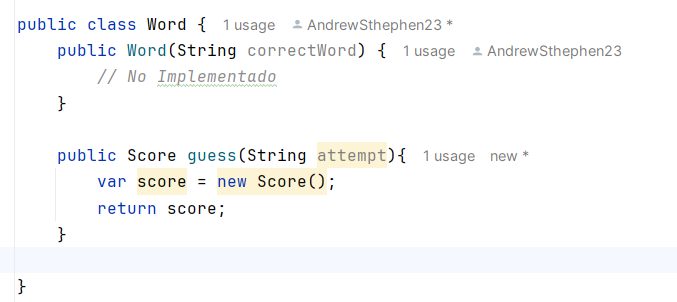 public class Word { 1 usage AndrewSthephen23 *
public Word(String correctWord) { 1 usage AndrewSthephen23
// No Implementado
}
public Score guess(String attempt){ 1 usage new *
var score = new Score();
return score;
}
}